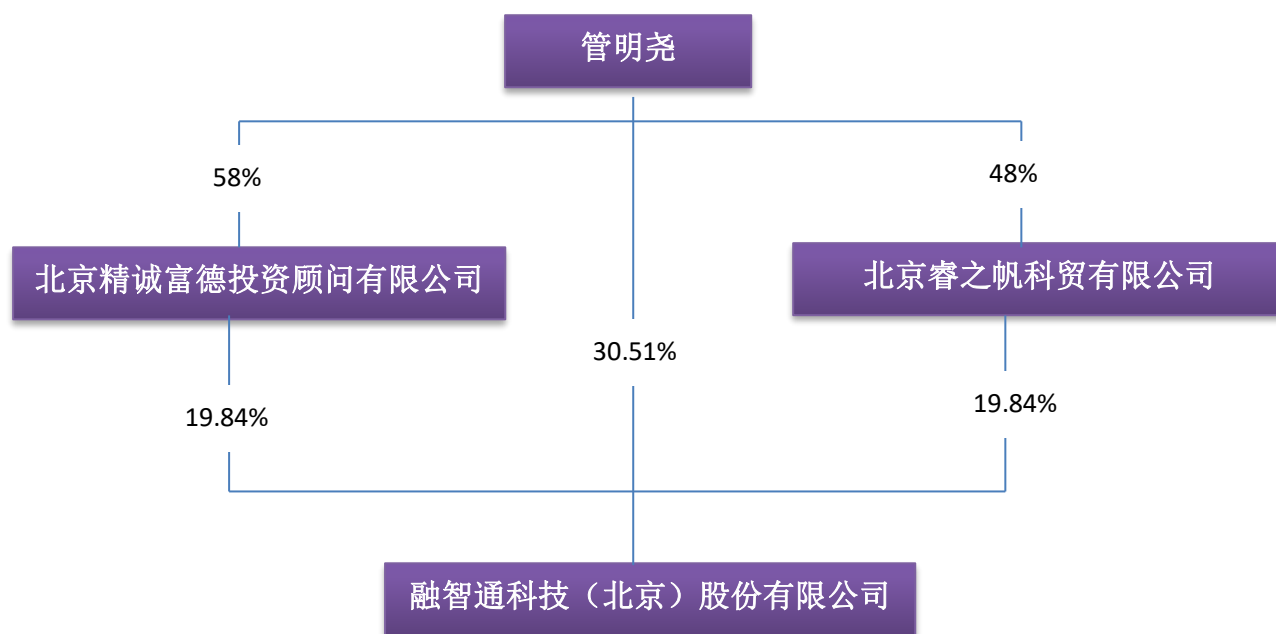 管明尧
58%
48%
北京精诚富德投资顾问有限公司
北京睿之帆科贸有限公司
30.51%
19.84%
19.84%
融智通科技（北京）股份有限公司